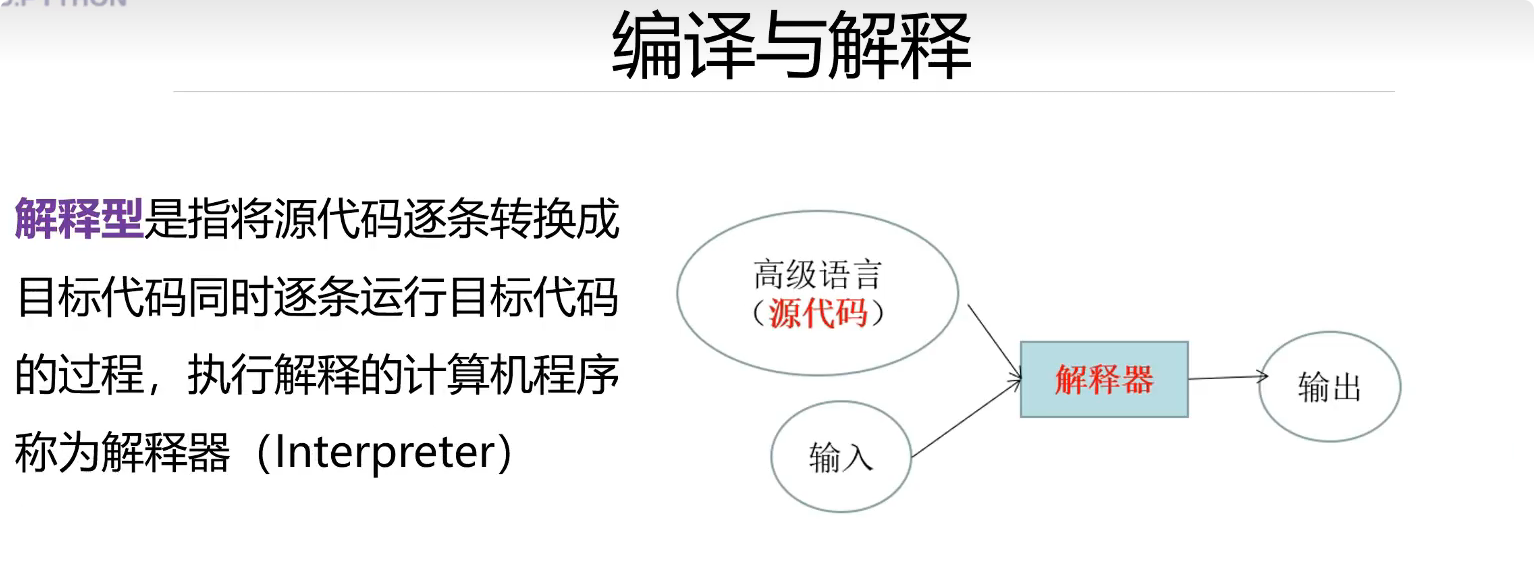 编译与解释
解释型是指将源代码逐条转换成
目标代码同时逐条运行目标代码
的过程，执行解释的计算机程序
称为解释器（Interpreter）
高级语言
（源代码）
输入
解释器
输出